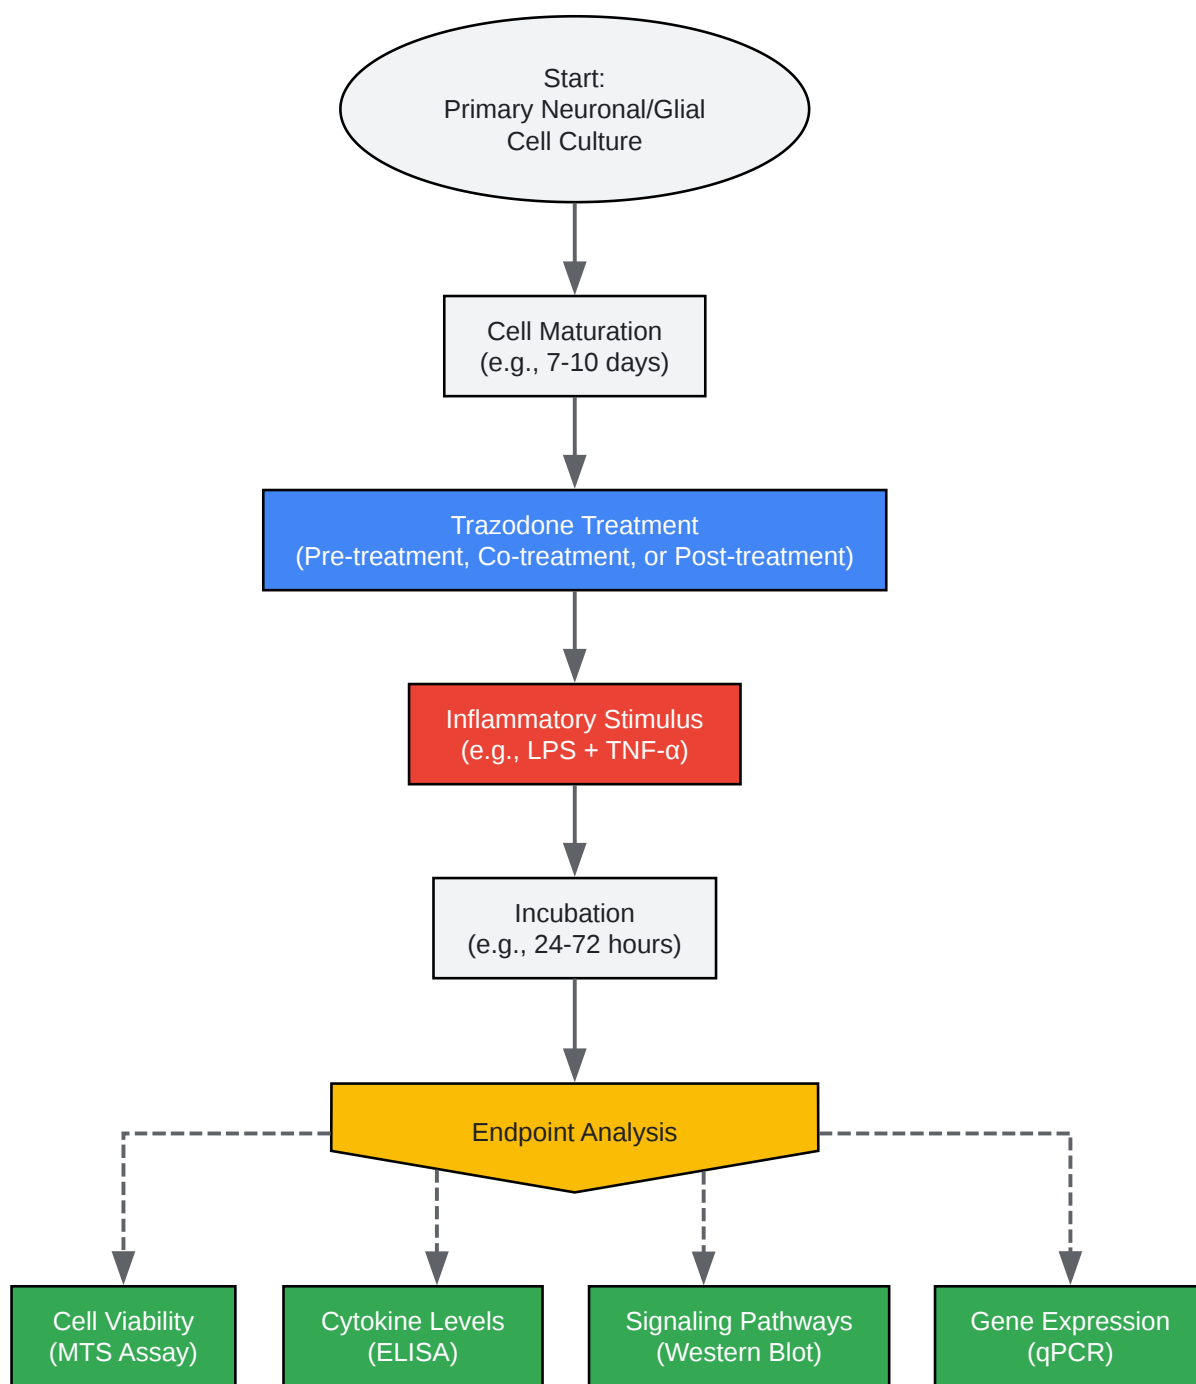 Start:
Primary Neuronal/Glial
Cell Culture
Cell Maturation
(e.g., 7-10 days)
Trazodone Treatment
(Pre-treatment, Co-treatment, or Post-treatment)
Inflammatory Stimulus
(e.g., LPS + TNF-α)
Incubation
(e.g., 24-72 hours)
Endpoint Analysis
Cell Viability
(MTS Assay)
Cytokine Levels
(ELISA)
Signaling Pathways
(Western Blot)
Gene Expression
(qPCR)